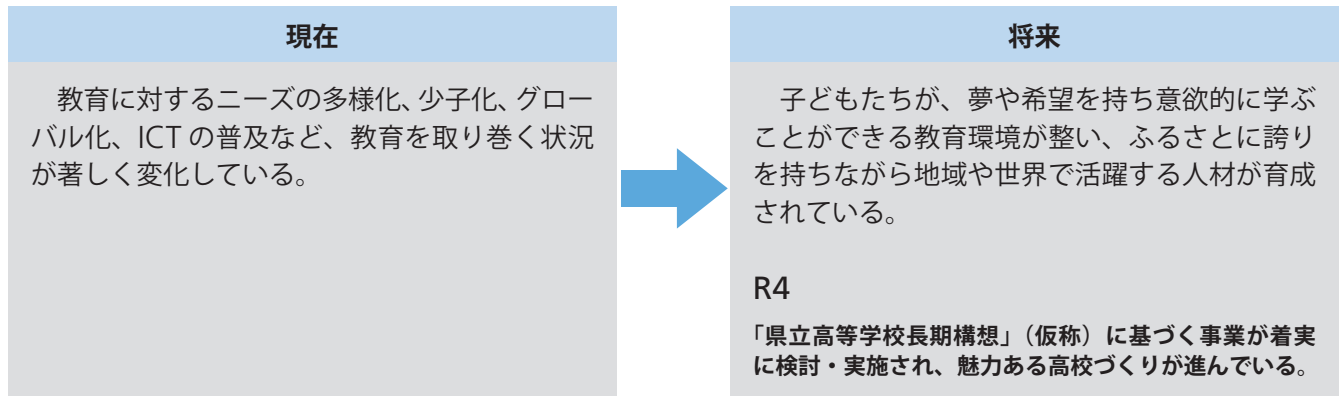 現在
　教育に対するニーズの多様化、少子化、グロー
バル化、ICT の普及など、教育を取り巻く状況
が著しく変化している。
将来
　子どもたちが、夢や希望を持ち意欲的に学ぶ
ことができる教育環境が整い、ふるさとに誇り
を持ちながら地域や世界で活躍する人材が育成
されている。
R4
「県立高等学校長期構想」（仮称）に基づく事業が着実
に検討・実施され、魅力ある高校づくりが進んでいる。